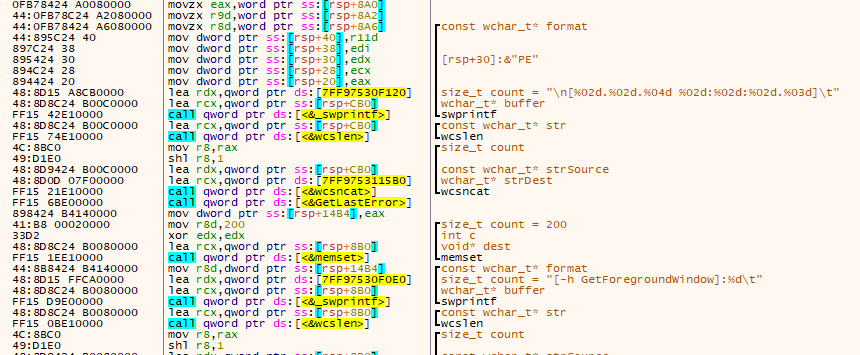 0FB78424 A0080000 movzx eax,word ptr ss:[rsp+8A0]
44:0FB78C24 A2080000 movzx r9d,word ptr ss:[rsp+8A2]
44:0FB78424 A6080000 movzx r8d,word ptr ss:[rsp+8A6] const wchar_t* format
44:895C24 40 mov dword ptr ss:[rsp+40],r11d
897C24 38 mov dword ptr ss:[rsp+38],edi
895424 30 mov dword ptr ss:[rsp+30],edx [rsp+30]:&"PE"
894C24 28 mov dword ptr ss:[rsp+28],ecx
894424 20 mov dword ptr ss:[rsp+20],eax
48:8D15 A8CB0000 lea rdx,qword ptr ds:[7FF97530F120] size_t count = "\n[%02d.%02d.%04d %02d:%02d:%02d.%03d]\t"
48:8D8C24 B00C0000 lea rcx,qword ptr ss:[rsp+CB0] wchar_t* buffer
FF15 42E10000 call qword ptr ds:[<&_swprintf>] swprintf
48:8D8C24 B00C0000 lea rcx,qword ptr ss:[rsp+CB0] const wchar_t* str
FF15 74E10000 call qword ptr ds:[<&wcslen>] wcslen
4C:8BC0 mov r8,rax size_t count
49:D1E0 shl r8,1
48:8D9424 B00C0000 lea rdx,qword ptr ss:[rsp+CB0] const wchar_t* strSource
48:8D0D 07F00000 lea rcx,qword ptr ds:[7FF9753115B0] wchar_t* strDest
FF15 21E10000 call qword ptr ds:[<&wcsncat>] wcsncat
FF15 6BE00000 call qword ptr ds:[<&GetLastError>]
898424 B4140000 mov dword ptr ss:[rsp+14B4],eax
41:B8 00020000 mov r8d,200 size_t count = 200
33D2 xor edx,edx int c
48:8D8C24 B0080000 lea rcx,qword ptr ss:[rsp+8B0] void* dest
FF15 1EE10000 call qword ptr ds:[<&memset>] memset
44:8B8424 B4140000 mov r8d,dword ptr ss:[rsp+14B4] const wchar_t* format
48:8D15 FFCA0000 lea rdx,qword ptr ds:[7FF97530F0E0] size_t count = "[-h GetForegroundWindow]:%d\t"
48:8D8C24 B0080000 lea rcx,qword ptr ss:[rsp+8B0] wchar_t* buffer
FF15 D9E00000 call qword ptr ds:[<&_swprintf>] swprintf
48:8D8C24 B0080000 lea rcx,qword ptr ss:[rsp+8B0] const wchar_t* str
FF15 0BE10000 call qword ptr ds:[<&wcslen>] wcslen
4C:8BC0 mov r8,rax size_t count
49:D1E0 shl r8,1